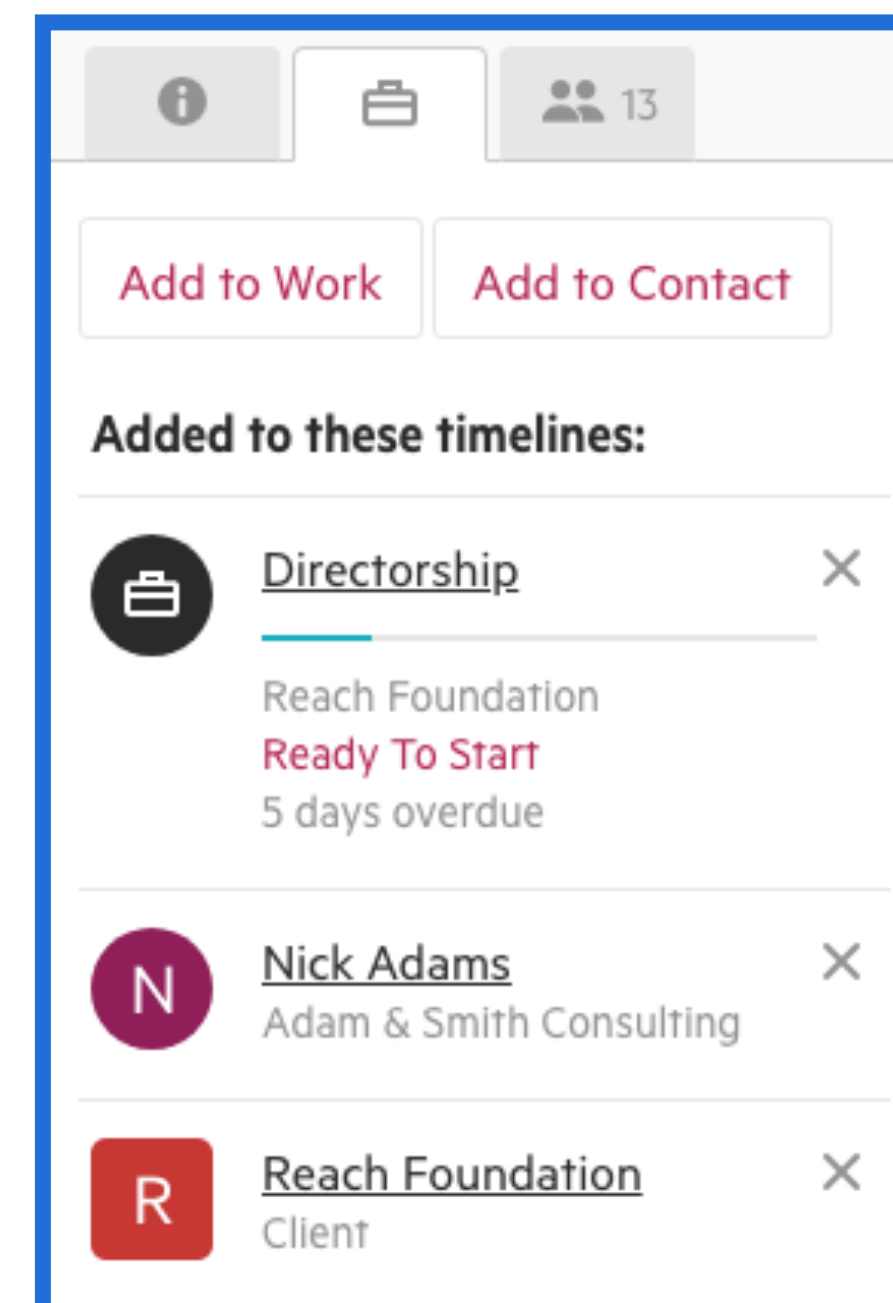 13
Add to Work Add to Contact
Added to these timelines:
Directorship
Reach Foundation
Ready To Start
5 days overdue
N
Nick Adams
Adam & Smith Consulting
R
Reach Foundation
Client